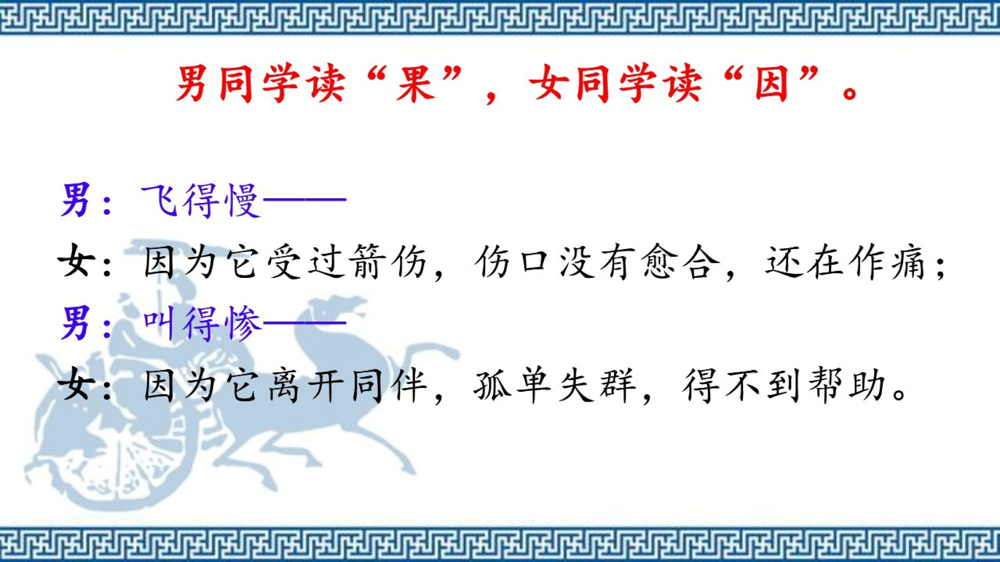 男同学读“果”，女同学读“因”。
男：飞得慢——
女：因为它受过箭伤，伤口没有愈合，还在作痛；
男：叫得惨——
女：因为它离开同伴，孤单失群，得不到帮助。